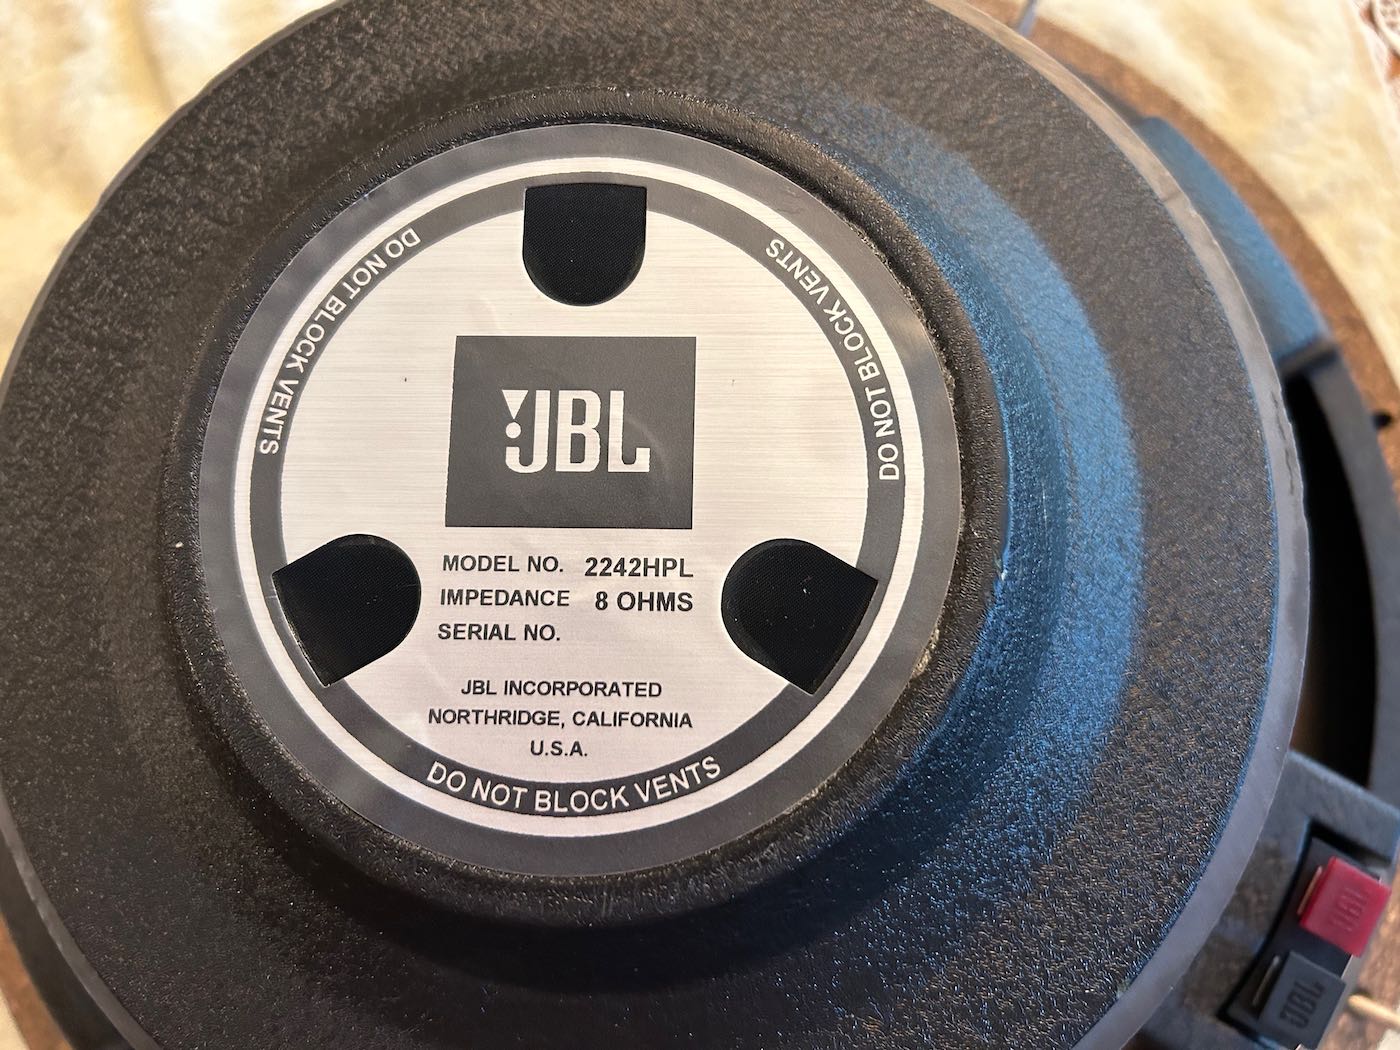 DO NOT BLOCK VENTS
DO NOT BLOCK VENTS
JBL
MODEL NO. 2242HPL
IMPEDANCE 8 OHMS
SERIAL NO.
JBL INCORPORATED
NORTHRIDGE, CALIFORNIA
U.S.A.
DO NOT BLOCK VENTS
JBL
JBL